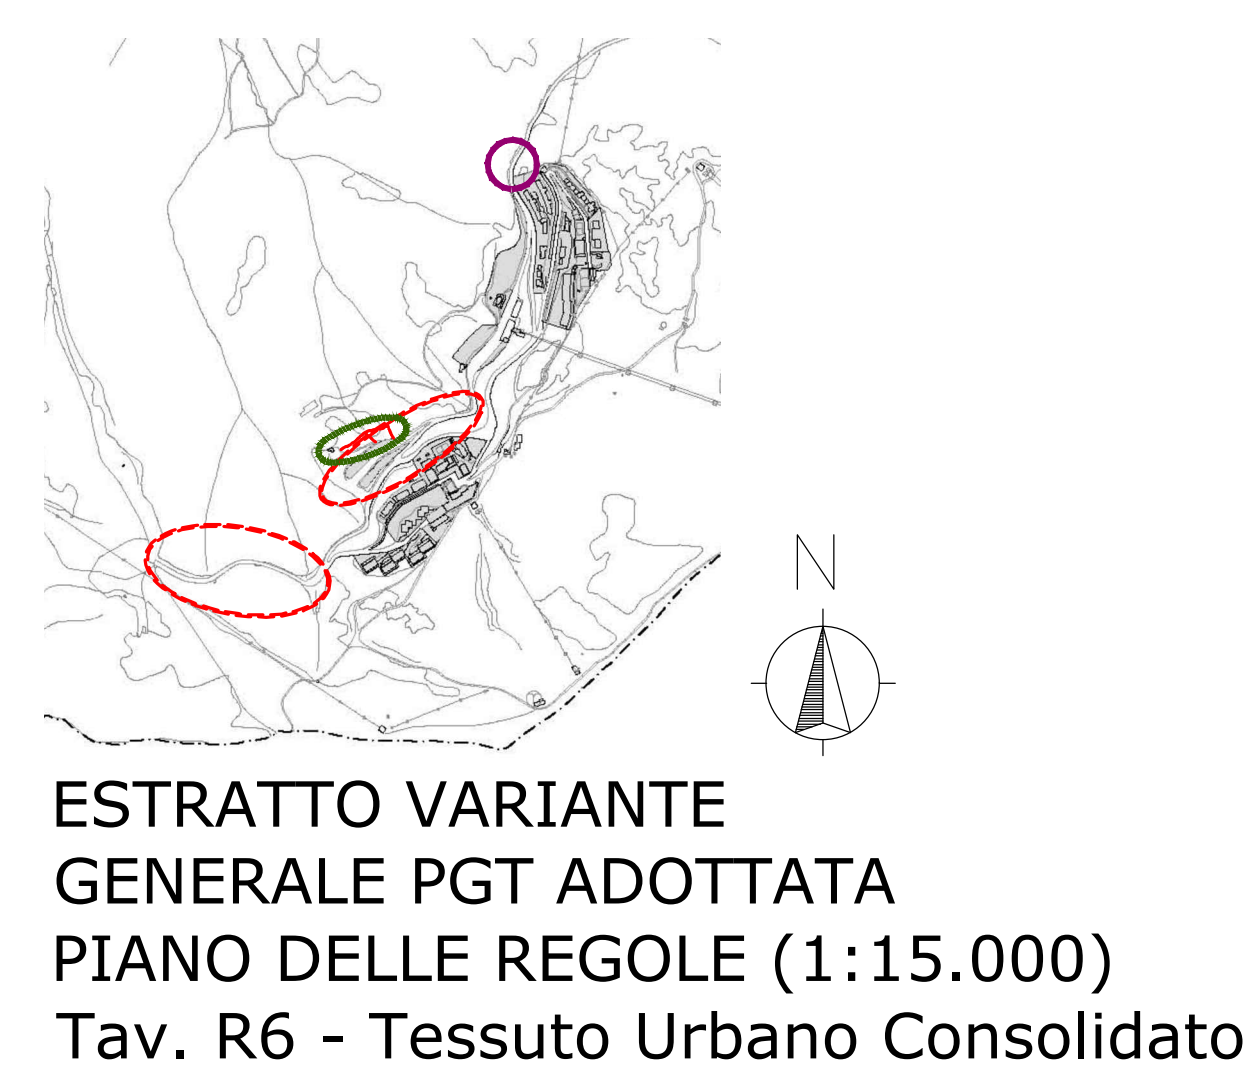 N
ESTRATTO VARIANTE
GENERALE PGT ADOTTATA
PIANO DELLE REGOLE (1:15.000)
Tav. R6 - Tessuto Urbano Consolidato